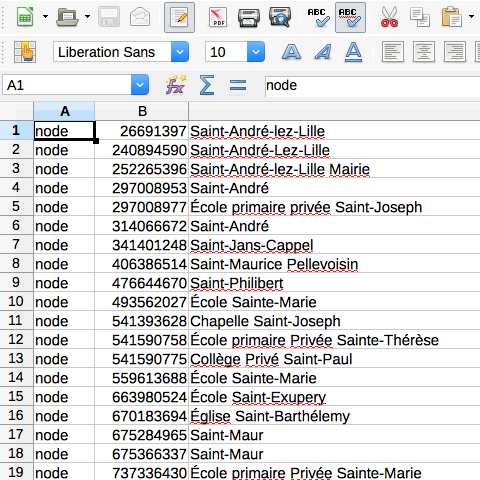 PDF ABC ABC
Liberation Sans 10 A A A
A1 fx Σ = node
A B
1 node 26691397 Saint-André-lez-Lille
2 node 240894590 Saint-André-Lez-Lille
3 node 252265396 Saint-André-lez-Lille Mairie
4 node 297008953 Saint-André
5 node 297008977 École primaire privée Saint-Joseph
6 node 314066672 Saint-André
7 node 341401248 Saint-Jans-Cappel
8 node 406386514 Saint-Maurice Pellevoisin
9 node 476644670 Saint-Philibert
10 node 493562027 École Sainte-Marie
11 node 541393628 Chapelle Saint-Joseph
12 node 541590758 École primaire Privée Sainte-Thérèse
13 node 541590775 Collège Privé Saint-Paul
14 node 559613688 École Sainte-Marie
15 node 663980524 École Saint-Exupery
16 node 670183694 Église Saint-Barthélemy
17 node 675284965 Saint-Maur
18 node 675366337 Saint-Maur
19 node 737336430 École primaire Privée Sainte-Marie